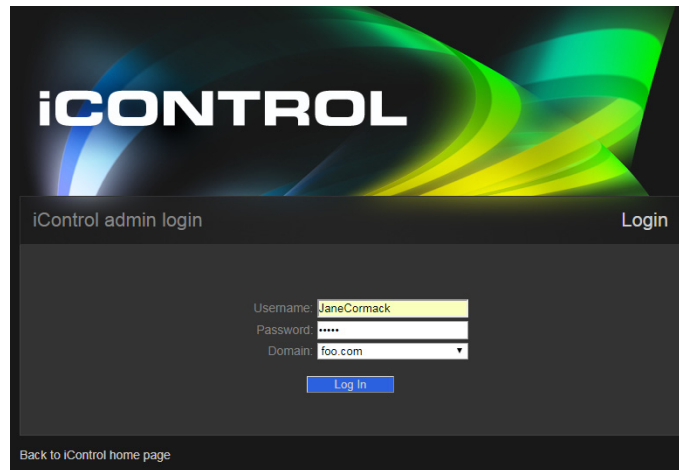 iCONTROL
iControl admin login Login
Username: JaneCormack
Password: •••••
Domain: foo.com
Log In
Back to iControl home page